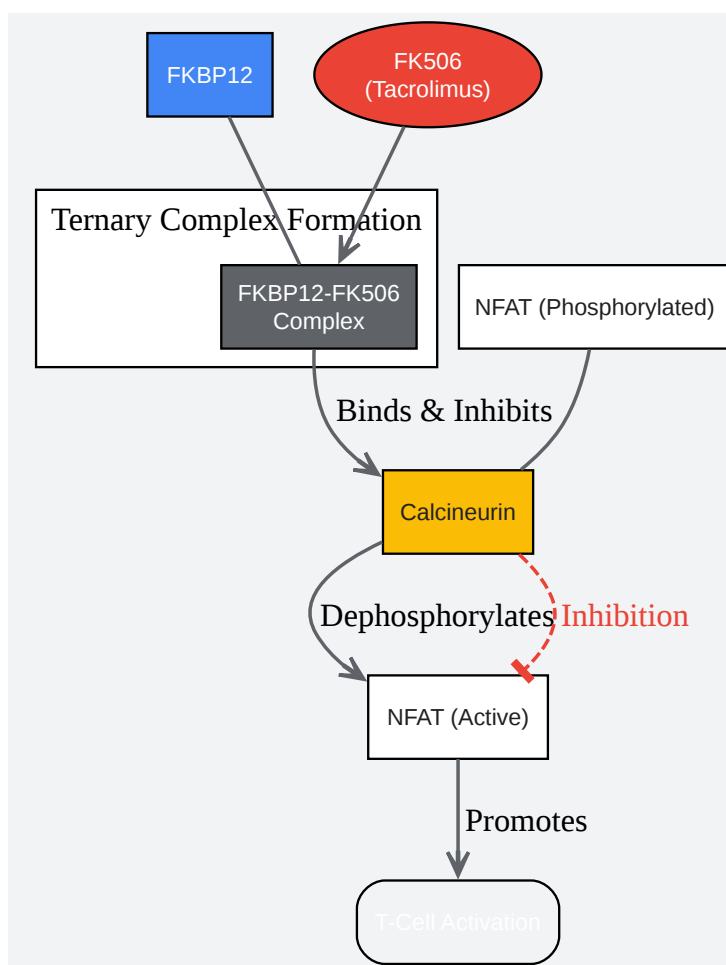 FKBP12
FK506
(Tacrolimus)
Ternary Complex Formation
FKBP12-FK506
Complex
NFAT (Phosphorylated)
Binds & Inhibits
Calcineurin
Dephosphorylates
Inhibition
NFAT (Active)
Promotes
T-Cell Activation